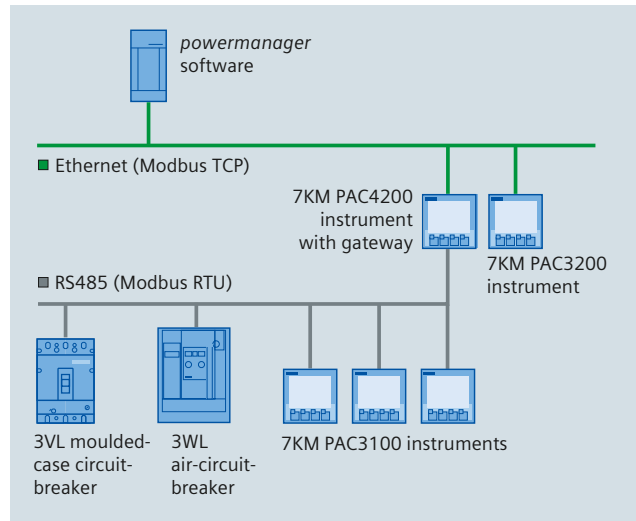 powermanager
software
Ethernet (Modbus TCP)
7KM PAC4200
instrument
with gateway
7KM PAC3200
instrument
RS485 (Modbus RTU)
3VL moulded-
case circuit-
breaker
3WL
air-circuit-
breaker
7KM PAC3100 instruments